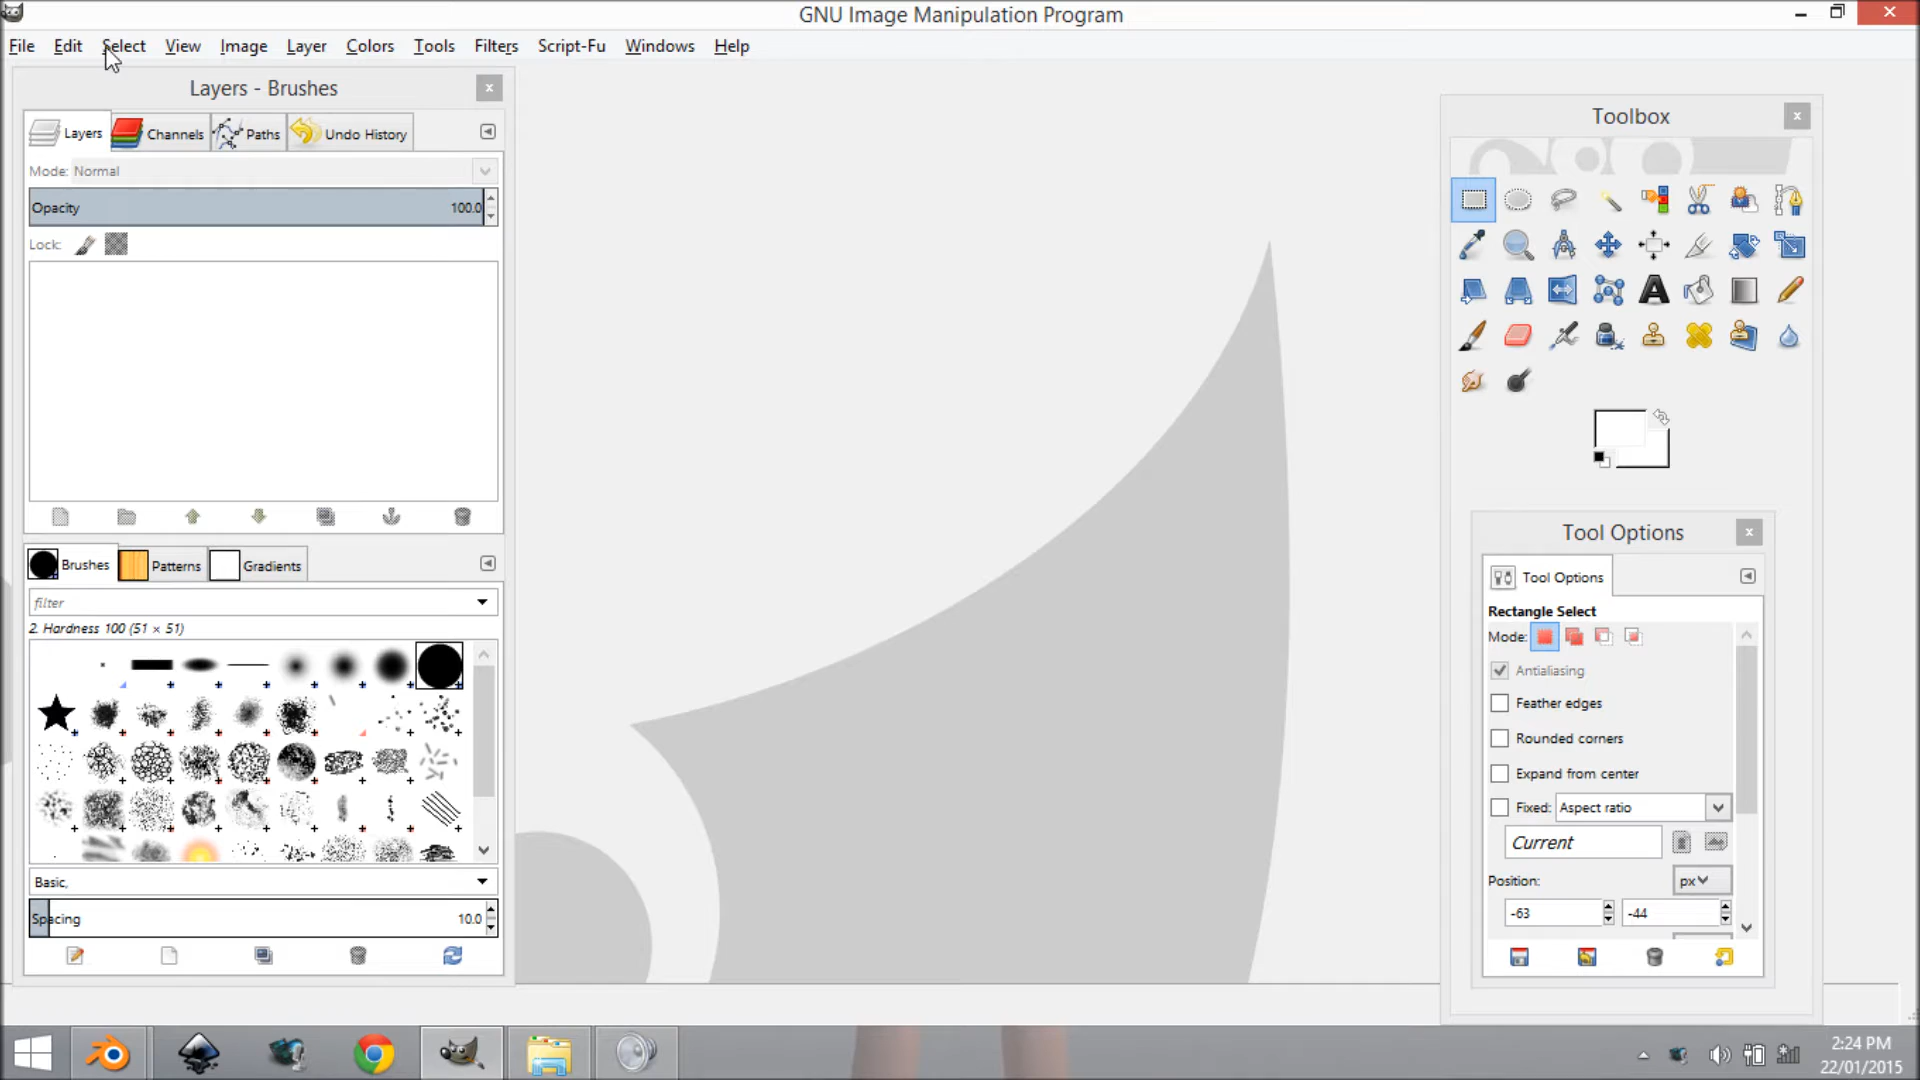 GNU Image Manipulation Program
File Edit Select View Image Layer Colors Tools Filters Script-Fu Windows Help
Layers - Brushes
Layers Channels Paths Undo History
Mode: Normal
Opacity 100.0
Lock:
Brushes Patterns Gradients
filter
2. Hardness 100 (51 × 51)
Basic,
Spacing 10.0
Toolbox
Tool Options
Tool Options
Rectangle Select
Mode:
Antialiasing
Feather edges
Rounded corners
Expand from center
Fixed: Aspect ratio
Current
Position: px
-63 -44
2:24 PM
22/01/2015